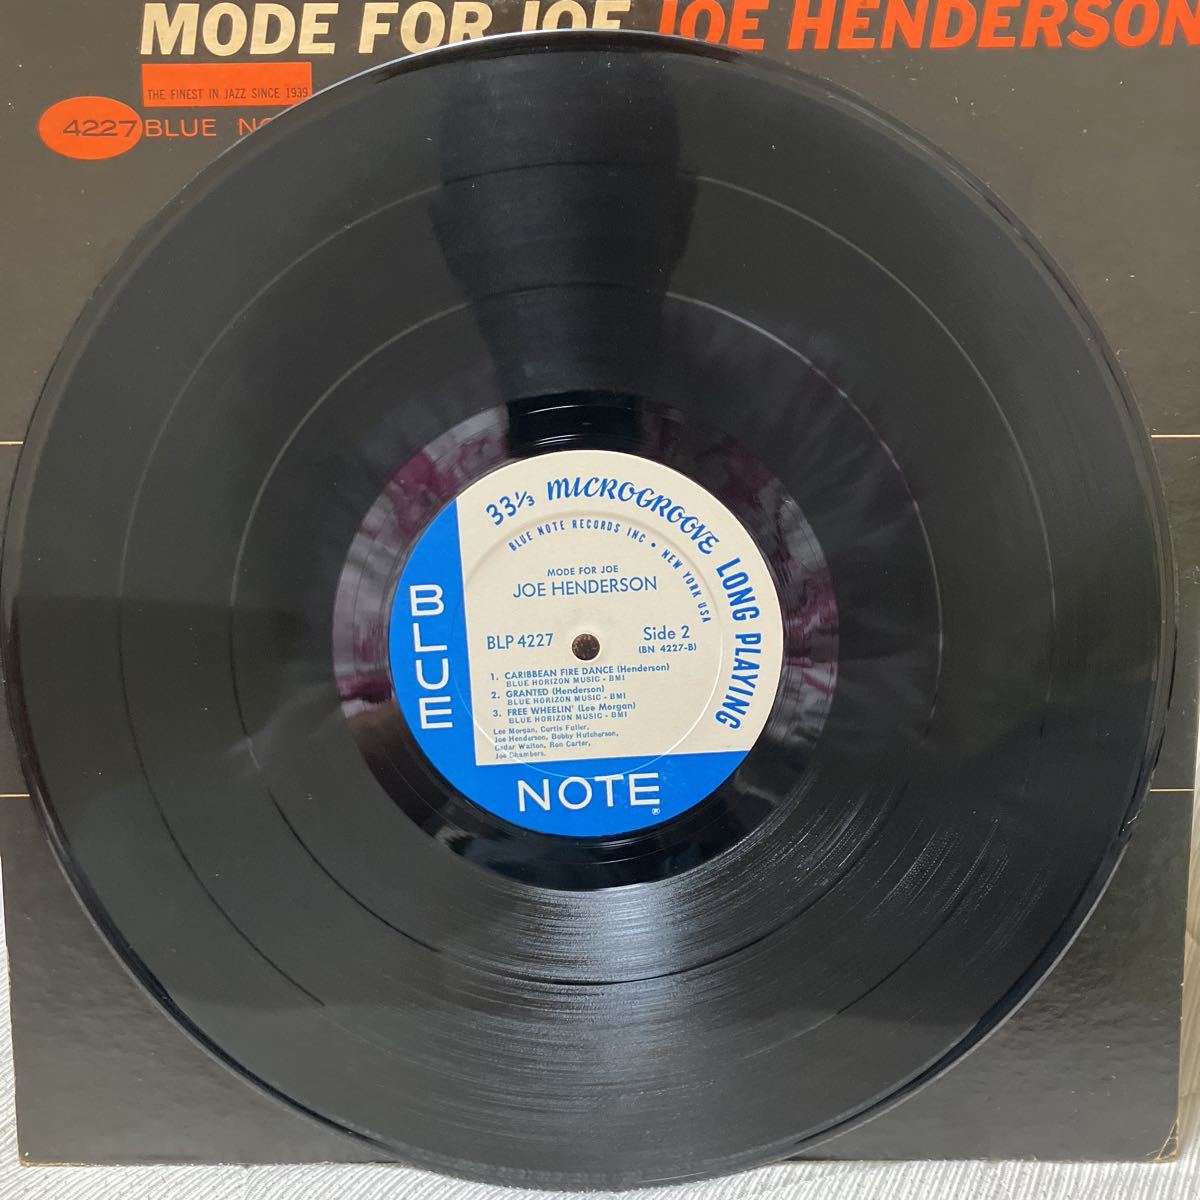 MODE FOR JOE JOE HENDERSON
THE FINEST IN JAZZ SINCE 1939
4227 BLUE
33⅓ MICROGROOVE LONG PLAYING
BLUE NOTE RECORDS INC • NEW YORK USA
MODE FOR JOE
JOE HENDERSON
BLP 4227 Side 2
(BN 4227-B)
1. CARIBBEAN FIRE DANCE (Henderson)
BLUE HORIZON MUSIC - BMI
2. GRANTED (Henderson)
BLUE HORIZON MUSIC - BMI
3. FREE WHEELIN' (Lee Morgan)
BLUE HORIZON MUSIC - BMI
Lee Morgan, Curtis Fuller,
Joe Henderson, Bobby Hutcherson,
Cedar Walton, Ron Carter,
Joe Chambers.
BLUE
NOTE®